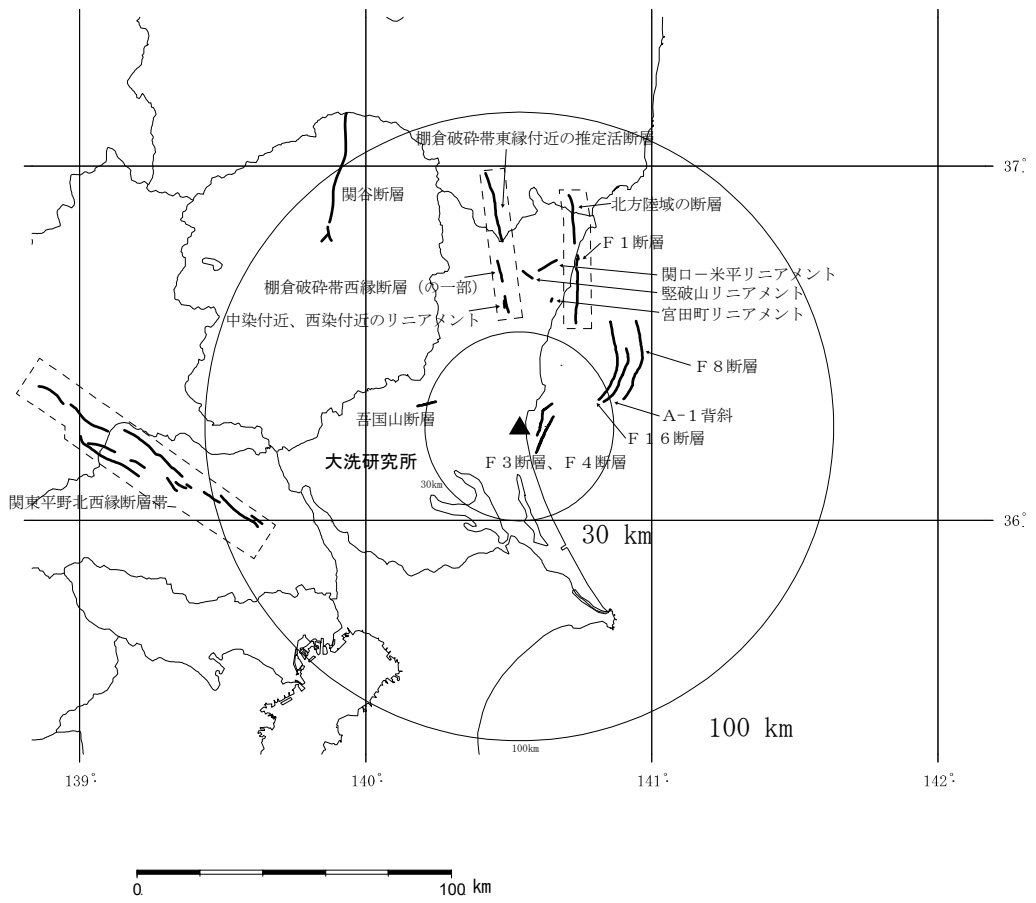 棚倉破砕帯東縁付近の推定活断層
37°
関谷断層
北方陸域の断層
F1断層
関口－米平リニアメント
棚倉破砕帯西縁断層（の一部）
竪破山リニアメント
宮田町リニアメント
中染付近、西染付近のリニアメント
F8断層
A-1背斜
吾国山断層
F16断層
大洗研究所
F3断層、F4断層
30km
関東平野北西縁断層帯
36°
30 km
100 km
100km
139°
140°
141°
142°
0
100 km